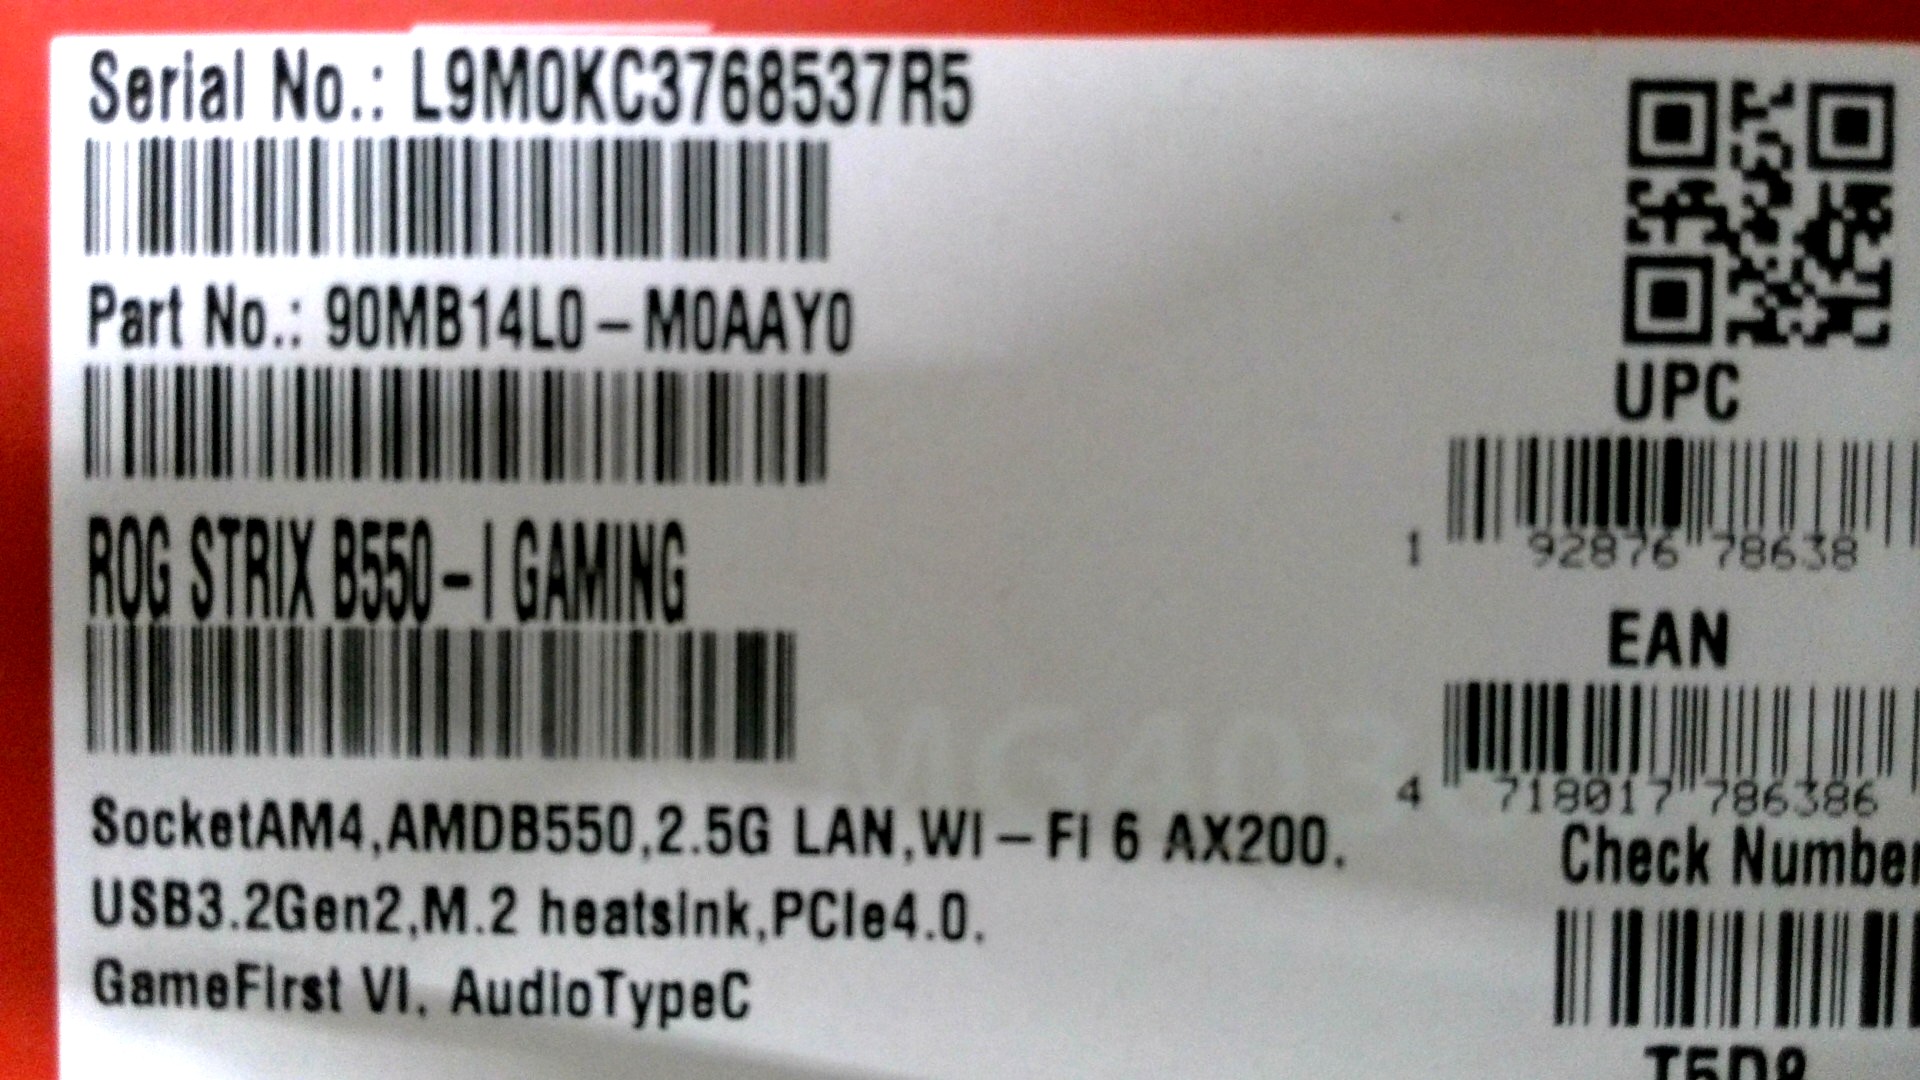 Serial No.: L9M0KC3768537R5
Part No.: 90MB14L0-M0AAY0
ROG STRIX B550-I GAMING
SocketAM4,AMDB550,2.5G LAN,WI-FI 6 AX200.
USB3.2Gen2,M.2 heatsink,PCIe4.0.
GameFirst VI. AudioTypeC
UPC
1 92876 78638
EAN
4 718017 786386
Check Number